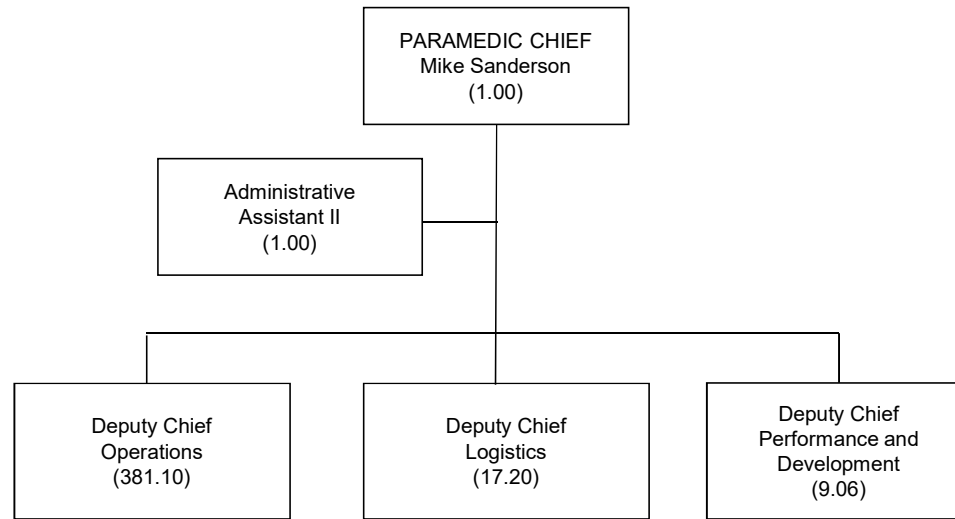 PARAMEDIC CHIEF
Mike Sanderson
(1.00)
Administrative
Assistant II
(1.00)
Deputy Chief
Operations
(381.10)
Deputy Chief
Logistics
(17.20)
Deputy Chief
Performance and
Development
(9.06)